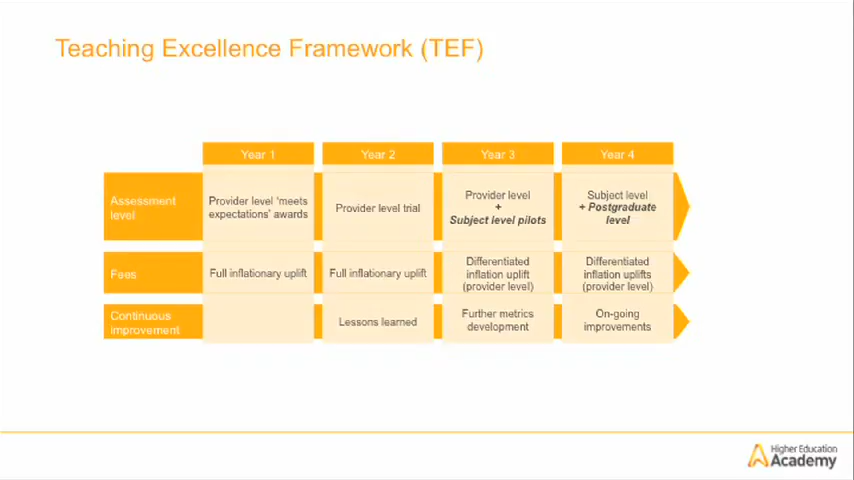 Teaching Excellence Framework (TEF)
Year 1
Year 2
Year 3
Year 4
Assessment
level
Provider level 'meets
expectations' awards
Provider level trial
Provider level
+
Subject level pilots
Subject level
+ Postgraduate
level
Fees
Full inflationary uplift
Full inflationary uplift
Differentiated
inflation uplift
(provider level)
Differentiated
inflation uplifts
(provider level)
Continuous
improvement
Lessons learned
Further metrics
development
On-going
improvements
Higher Education
Academy